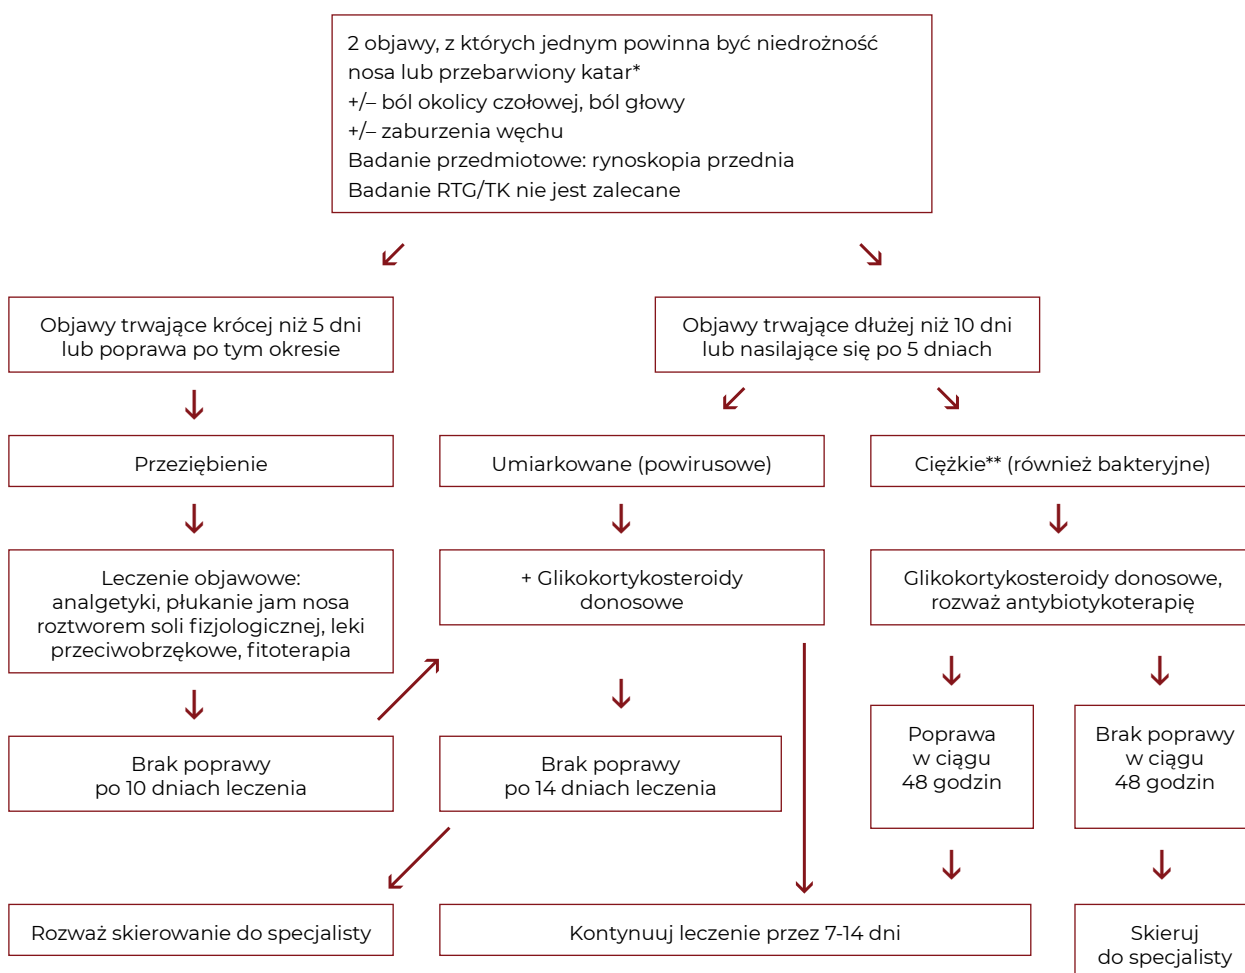 2 objawy, z których jednym powinna być niedrożność
nosa lub przebarwiony katar*
+/– ból okolicy czołowej, ból głowy
+/– zaburzenia węchu
Badanie przedmiotowe: rynoskopia przednia
Badanie RTG/TK nie jest zalecane
Objawy trwające krócej niż 5 dni
lub poprawa po tym okresie
Objawy trwające dłużej niż 10 dni
lub nasilające się po 5 dniach
Przeziębienie
Umiarkowane (powirusowe)
Ciężkie** (również bakteryjne)
Leczenie objawowe:
analgetyki, płukanie jam nosa
roztworem soli fizjologicznej, leki
przeciwobrzękowe, fitoterapia
+ Glikokortykosteroidy
donosowe
Glikokortykosteroidy donosowe,
rozważ antybiotykoterapię
Brak poprawy
po 10 dniach leczenia
Brak poprawy
po 14 dniach leczenia
Poprawa
w ciągu
48 godzin
Brak poprawy
w ciągu
48 godzin
Rozważ skierowanie do specjalisty
Kontynuuj leczenie przez 7-14 dni
Skieruj
do specjalisty